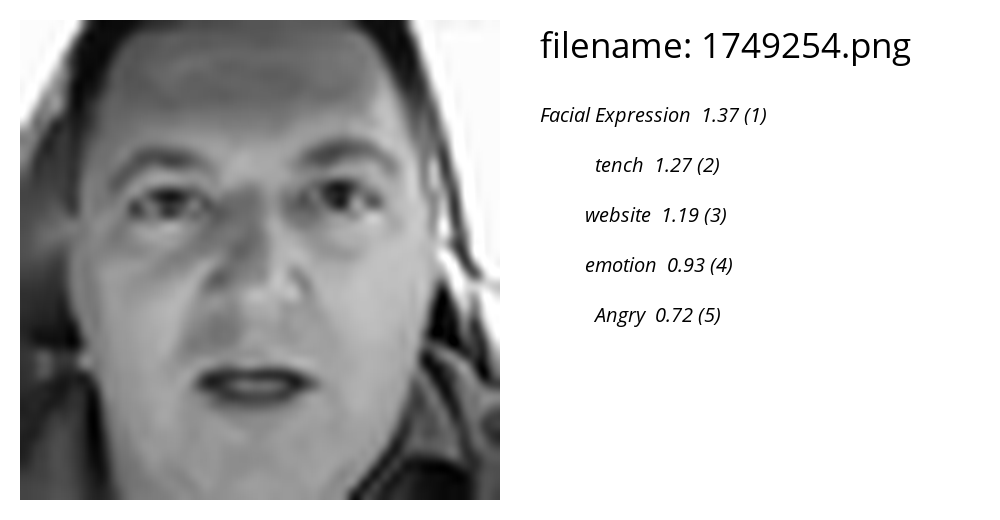 filename: 1749254.png
Facial Expression 1.37 (1)
tench 1.27 (2)
website 1.19 (3)
emotion 0.93 (4)
Angry 0.72 (5)